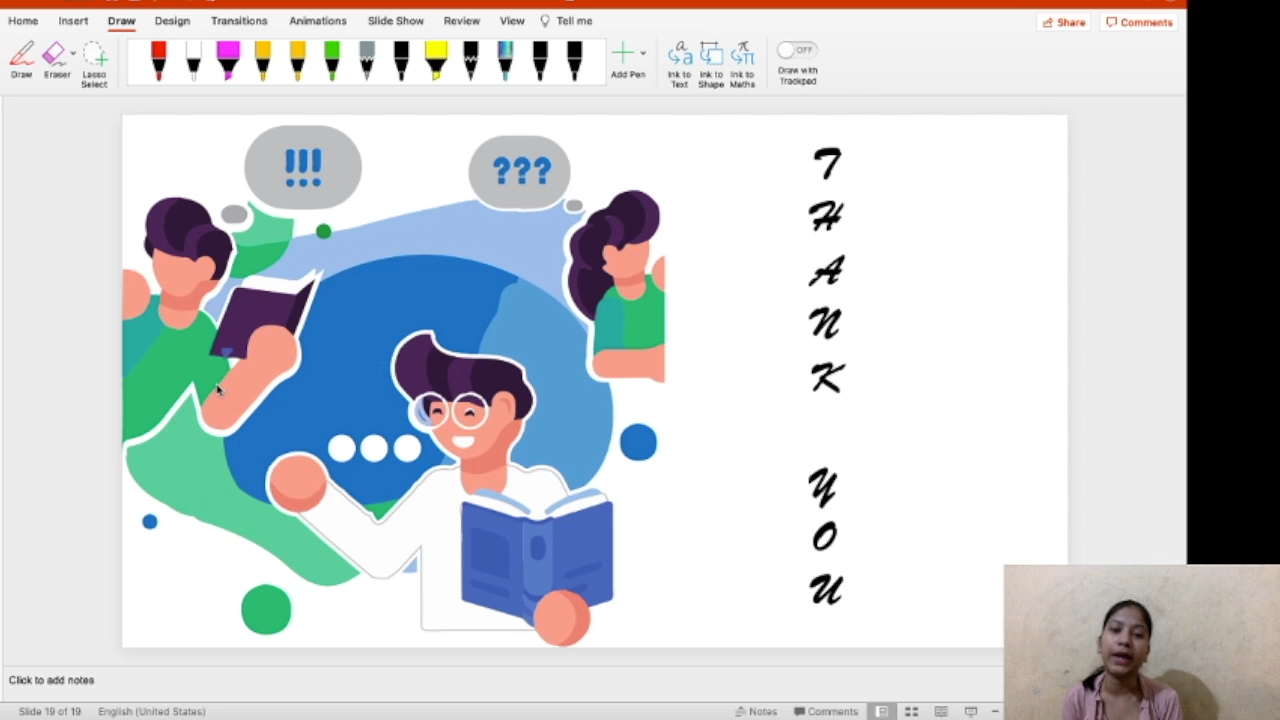 Home Insert Draw Design Transitions Animations Slide Show Review View Tell me Share Comments
Draw Eraser Lasso Select Add Pen Ink to Text Ink to Shape Ink to Maths OFF Draw with Trackpad
!!!
???
T
H
A
N
K
Y
O
U
Click to add notes
Slide 19 of 19 English (United States) Notes Comments